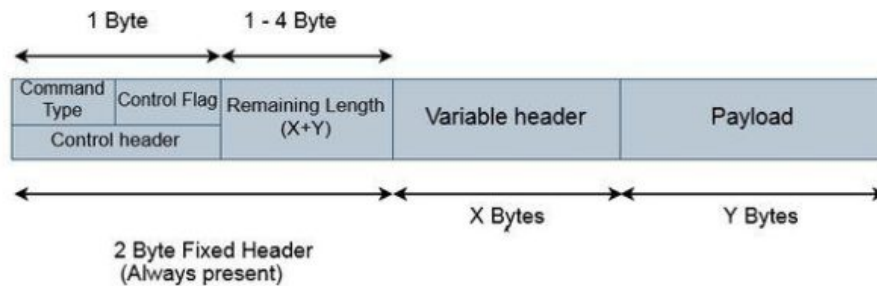 1 Byte
1 - 4 Byte
Command
Type
Control Flag
Control header
Remaining Length
(X+Y)
Variable header
Payload
X Bytes
Y Bytes
2 Byte Fixed Header
(Always present)